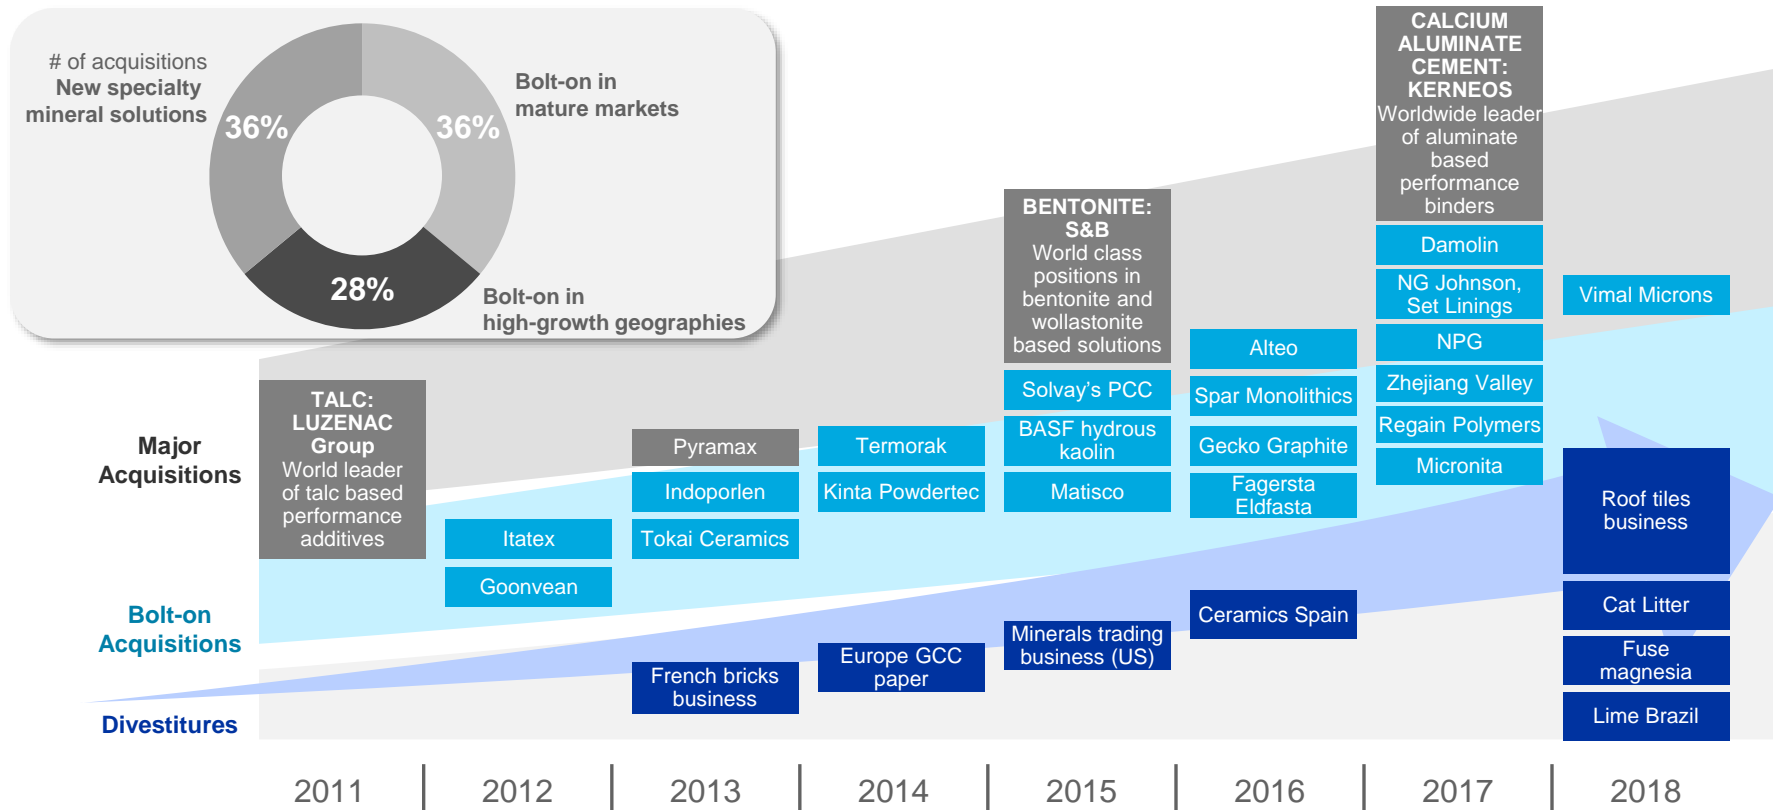 # of acquisitions
New specialty
mineral solutions
36%
36%
28%
Bolt-on in
mature markets
Bolt-on in
high-growth geographies
Major
Acquisitions
Bolt-on
Acquisitions
Divestitures
TALC:
LUZENAC
Group
World leader
of talc based
performance
additives
Itatex
Goonvean
Pyramax
Indoporlen
Tokai Ceramics
French bricks
business
Termorak
Kinta Powdertec
Europe GCC
paper
BENTONITE:
S&B
World class
positions in
bentonite and
wollastonite
based solutions
Solvay's PCC
BASF hydrous
kaolin
Matisco
Minerals trading
business (US)
Alteo
Spar Monolithics
Gecko Graphite
Fagersta
Eldfasta
Ceramics Spain
CALCIUM
ALUMINATE
CEMENT:
KERNEOS
Worldwide leader
of aluminate
based
performance
binders
Damolin
NG Johnson,
Set Linings
NPG
Zhejiang Valley
Regain Polymers
Micronita
Vimal Microns
Roof tiles
business
Cat Litter
Fuse
magnesia
Lime Brazil
2011
2012
2013
2014
2015
2016
2017
2018